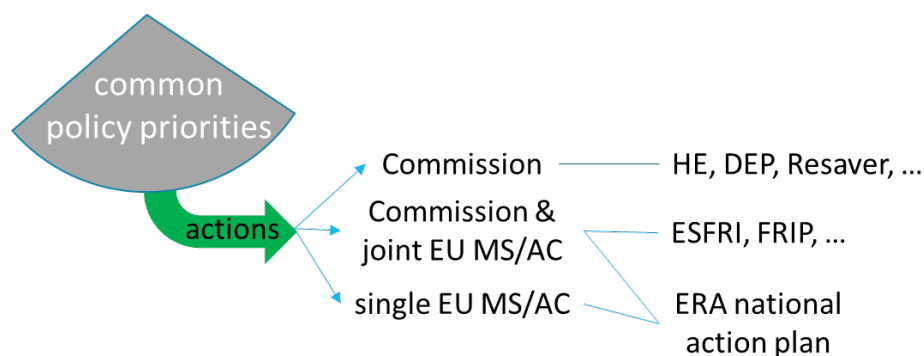 common
policy priorities
actions
Commission
HE, DEP, Resaver, ...
Commission &
joint EU MS/AC
ESFRI, FRIP, ...
single EU MS/AC
ERA national
action plan